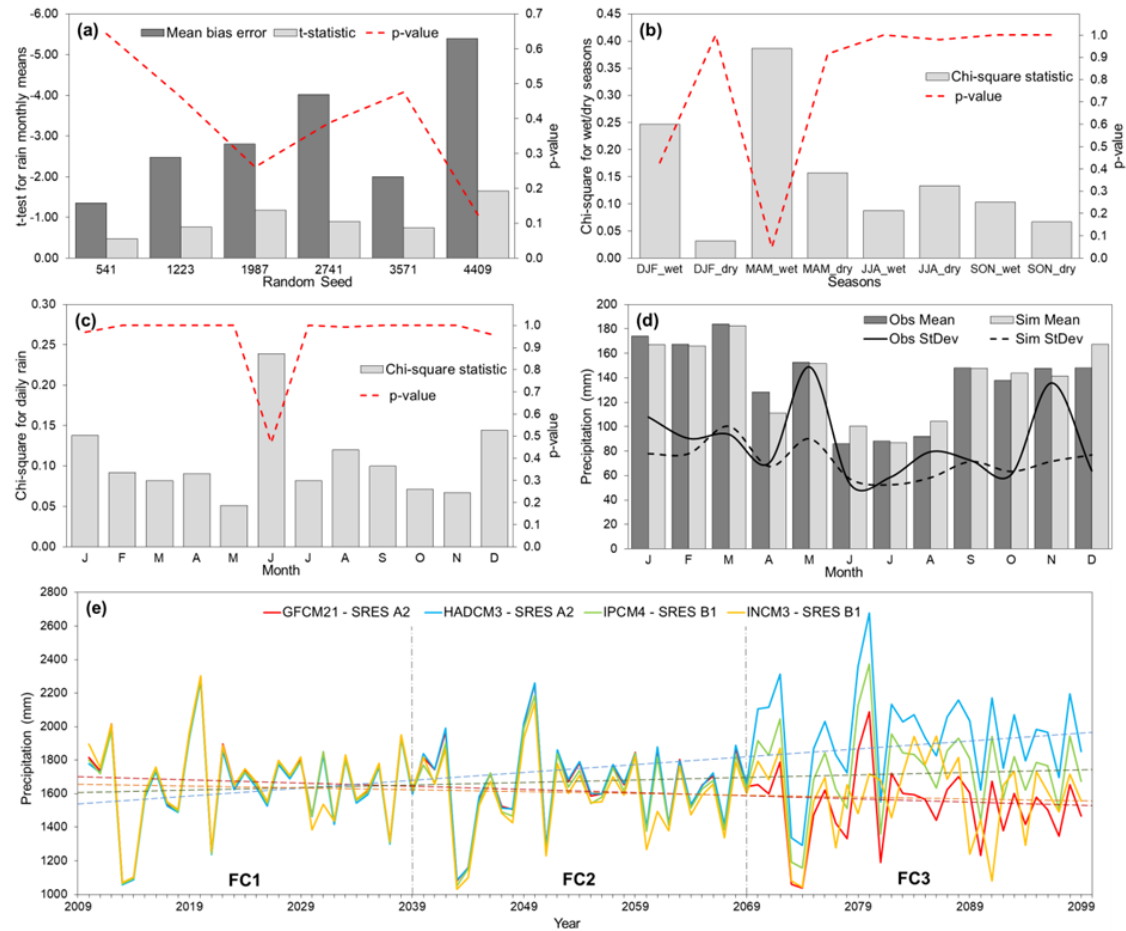 (a)
Mean bias error
t-statistic
p-value
t-test for rain monthly means
-6.00
-5.00
-4.00
-3.00
-2.00
-1.00
0.00
0.7
0.6
0.5
0.4
0.3
0.2
0.1
0.0
p-value
541 1223 1987 2741 3571 4409
Random Seed
(b)
Chi-square statistic
p-value
Chi-square for wet/dry seasons
0.45
0.40
0.35
0.30
0.25
0.20
0.15
0.10
0.05
0.00
1.0
0.9
0.8
0.7
0.6
0.5
0.4
0.3
0.2
0.1
0.0
p-value
DJF_wet DJF_dry MAM_wet MAM_dry JJA_wet JJA_dry SON_wet SON_dry
Seasons
(c)
Chi-square statistic
p-value
Chi-square for daily rain
0.30
0.25
0.20
0.15
0.10
0.05
0.00
1.0
0.9
0.8
0.7
0.6
0.5
0.4
0.3
0.2
0.1
0.0
p-value
J F M A M J J A S O N D
Month
(d)
Obs Mean Sim Mean
Obs StDev Sim StDev
Precipitation (mm)
200
180
160
140
120
100
80
60
40
20
0
J F M A M J J A S O N D
Month
(e)
GFCM21 - SRES A2 HADCM3 - SRES A2 IPCM4 - SRES B1 INCM3 - SRES B1
Precipitation (mm)
2800
2600
2400
2200
2000
1800
1600
1400
1200
1000
FC1 FC2 FC3
2009 2019 2029 2039 2049 2059 2069 2079 2089 2099
Year